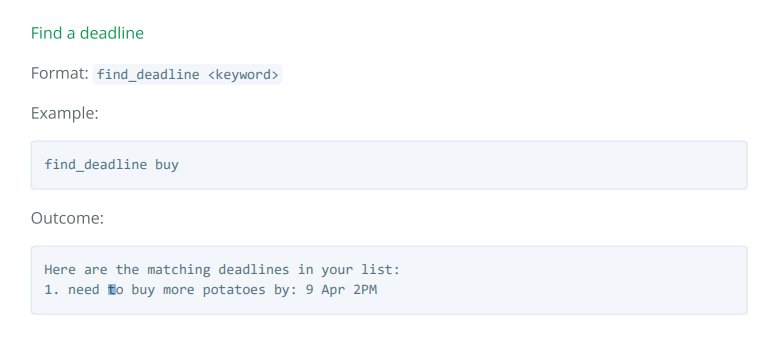 Find a deadline
Format: find_deadline <keyword>
Example:
find_deadline buy
Outcome:
Here are the matching deadlines in your list:
1. need to buy more potatoes by: 9 Apr 2PM